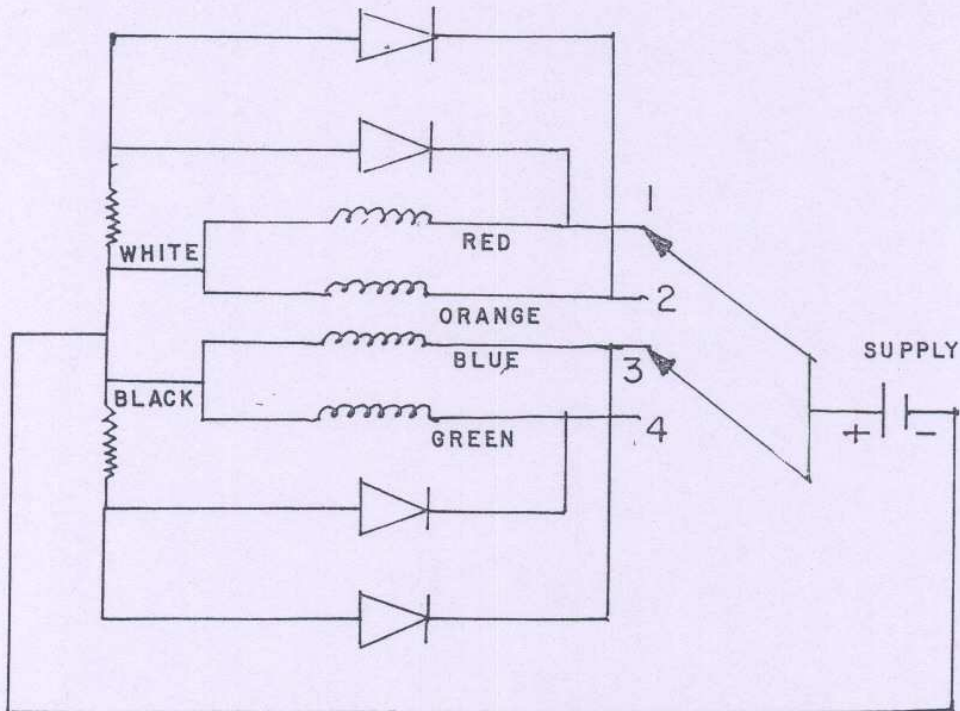 1
WHITE
RED
2
ORANGE
SUPPLY
BLUE
3
BLACK
+ -
4
GREEN